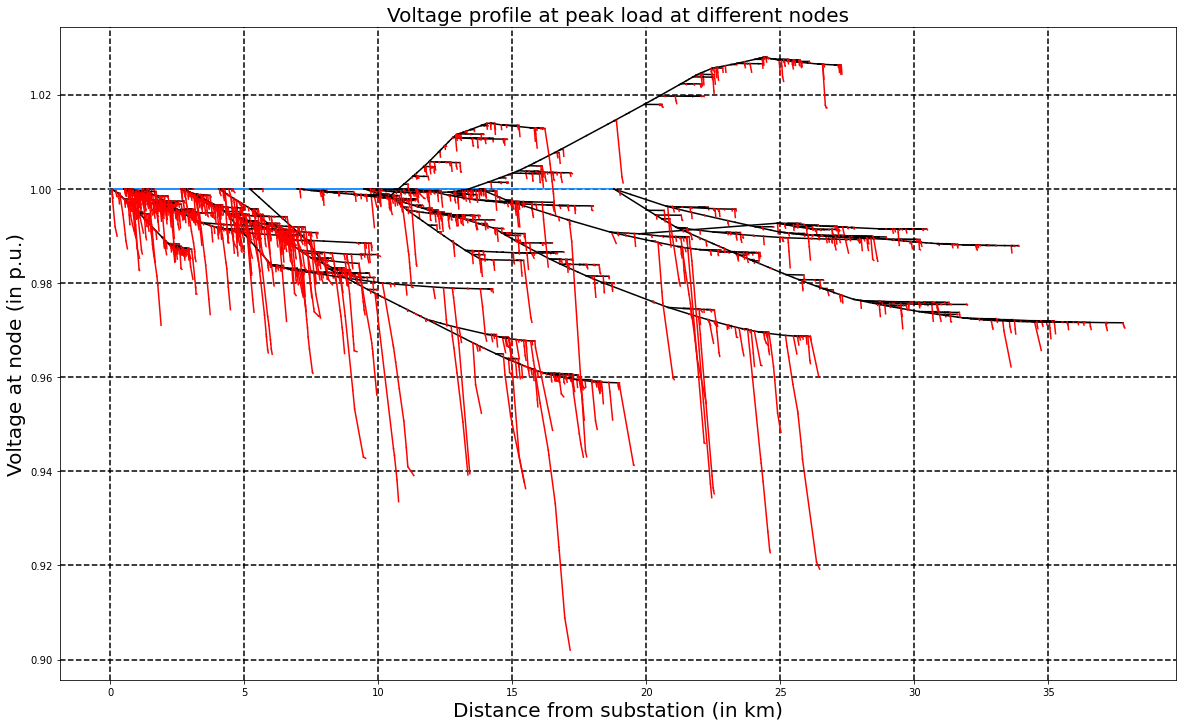 Voltage profile at peak load at different nodes
Voltage at node (in p.u.)
1.02
1.00
0.98
0.96
0.94
0.92
0.90
0 5 10 15 20 25 30 35
Distance from substation (in km)